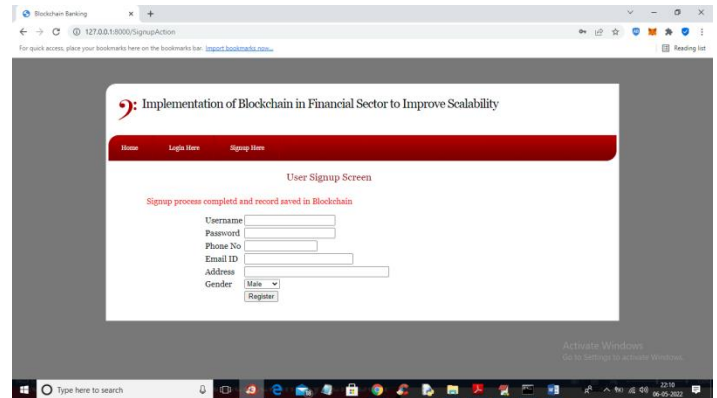 Blockchain Banking
127.0.0.1:8000/SignupAction
For quick access, place your bookmarks here on the bookmarks bar. Import bookmarks now...
Reading list
Implementation of Blockchain in Financial Sector to Improve Scalability
Home Login Here Signup Here
User Signup Screen
Signup process completd and record saved in Blockchain
Username
Password
Phone No
Email ID
Address
Gender Male
Register
Activate Windows
Go to Settings to activate Windows.
Type here to search
22:10
06-05-2022